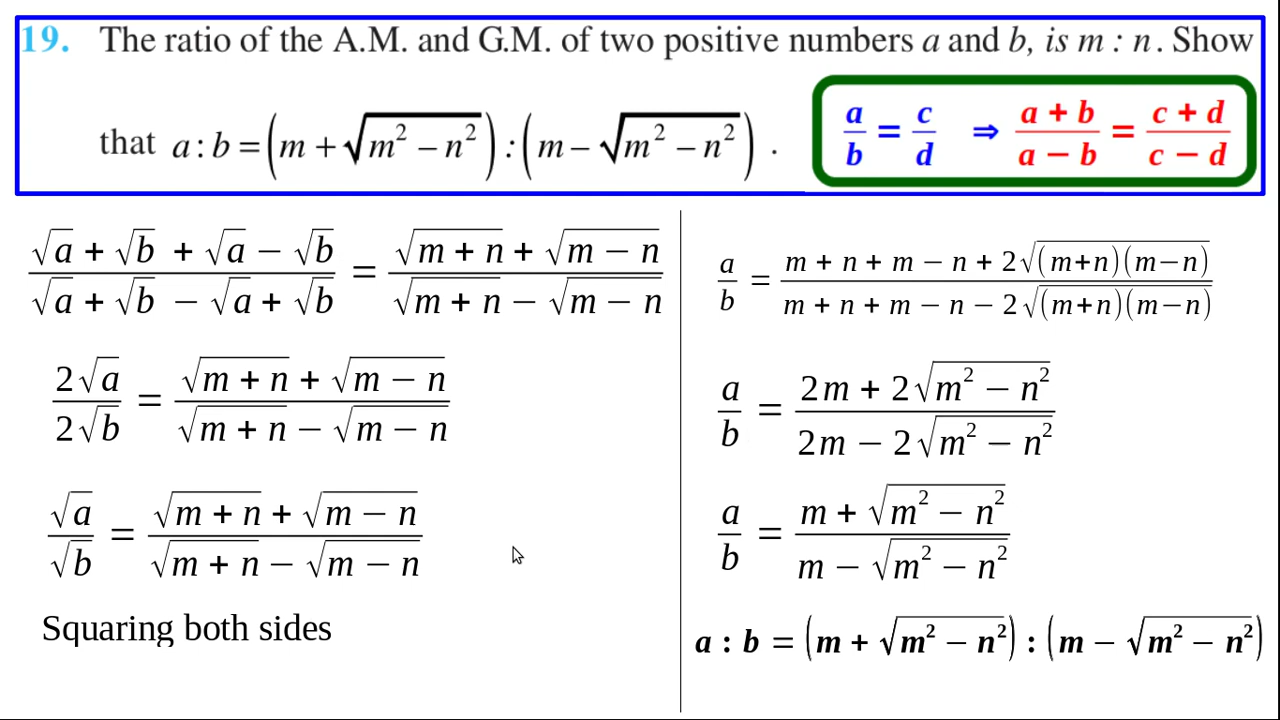 19. The ratio of the A.M. and G.M. of two positive numbers a and b, is m : n. Show
that a : b = (m + √(m² − n²)) : (m − √(m² − n²)) .
a/b = c/d ⇒ (a + b)/(a − b) = (c + d)/(c − d)
(√a + √b + √a − √b)/(√a + √b − √a + √b) = (√(m + n) + √(m − n))/(√(m + n) − √(m − n))
2√a/2√b = (√(m + n) + √(m − n))/(√(m + n) − √(m − n))
√a/√b = (√(m + n) + √(m − n))/(√(m + n) − √(m − n))
Squaring both sides
a/b = (m + n + m − n + 2√((m+n)(m−n)))/(m + n + m − n − 2√((m+n)(m−n)))
a/b = (2m + 2√(m² − n²))/(2m − 2√(m² − n²))
a/b = (m + √(m² − n²))/(m − √(m² − n²))
a : b = (m + √(m² − n²)) : (m − √(m² − n²))